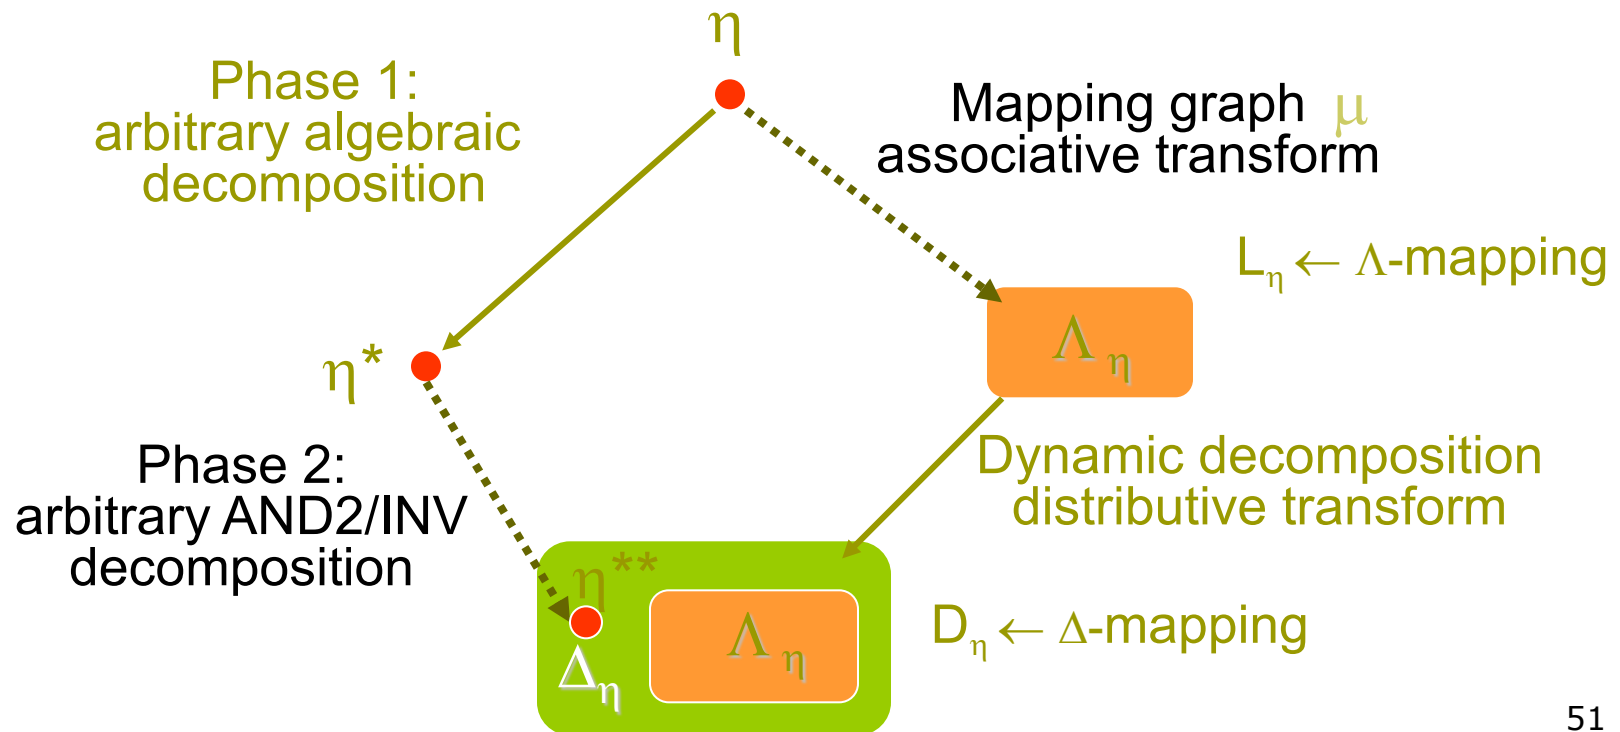 η
Phase 1:
arbitrary algebraic
decomposition
Mapping graph μ
associative transform
L_η ← Λ-mapping
Λ_η
η*
Phase 2:
arbitrary AND2/INV
decomposition
Dynamic decomposition
distributive transform
η**
Δ_η
Λ_η
D_η ← Δ-mapping
51